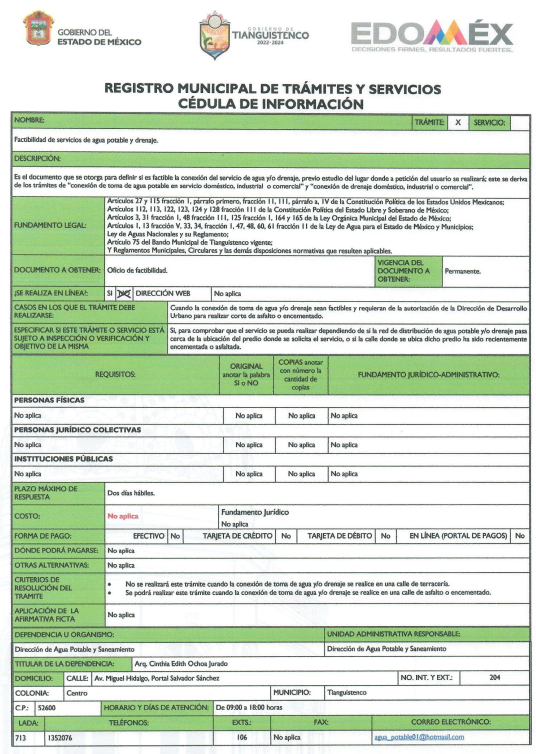 GOBIERNO DEL
ESTADO DE MÉXICO
GOBIERNO DE
TIANGUISTENCO
2022-2024
EDOMÉX
DECISIONES FIRMES, RESULTADOS FUERTES.
REGISTRO MUNICIPAL DE TRÁMITES Y SERVICIOS
CÉDULA DE INFORMACIÓN
NOMBRE: TRÁMITE: X SERVICIO:
Factibilidad de servicios de agua potable y drenaje.
DESCRIPCIÓN:
Es el documento que se otorga para definir si es factible la conexión del servicio de agua y/o drenaje, previo estudio del lugar donde a petición del usuario se realizará; este se deriva
de los trámites de "conexión de toma de agua potable en servicio doméstico, industrial o comercial" y "conexión de drenaje doméstico, industrial o comercial".
FUNDAMENTO LEGAL:
Artículos 27 y 115 fracción 1, párrafo primero, fracción 11, 111, párrafo a, 1V de la Constitución Política de los Estados Unidos Mexicanos;
Artículos 112, 113, 122, 123, 124 y 128 fracción 111 de la Constitución Política del Estado Libre y Soberano de México;
Artículos 3, 31 fracción 1, 48 fracción 111, 125 fracción 1, 164 y 165 de la Ley Orgánica Municipal del Estado de México;
Artículos 1, 13 fracción V, 33, 34, fracción 1, 47, 48, 60, 61 fracción 11 de la Ley de Agua para el Estado de México y Municipios;
Ley de Aguas Nacionales y su Reglamento;
Artículo 75 del Bando Municipal de Tianguistenco vigente;
Y Reglamentos Municipales, Circulares y las demás disposiciones normativas que resulten aplicables.
DOCUMENTO A OBTENER: Oficio de factibilidad. VIGENCIA DEL DOCUMENTO A OBTENER: Permanente.
¿SE REALIZA EN LÍNEA?: SI NO DIRECCIÓN WEB No aplica
CASOS EN LOS QUE EL TRÁMITE DEBE REALIZARSE:
Cuando la conexión de toma de agua y/o drenaje sean factibles y requieran de la autorización de la Dirección de Desarrollo
Urbano para realizar corte de asfalto o encementado.
ESPECIFICAR SI ESTE TRÁMITE O SERVICIO ESTÁ SUJETO A INSPECCIÓN O VERIFICACIÓN Y OBJETIVO DE LA MISMA
Si, para comprobar que el servicio se pueda realizar dependiendo de si la red de distribución de agua potable y/o drenaje pasa
cerca de la ubicación del predio donde se solicita el servicio, o si la calle donde se ubica dicho predio ha sido recientemente
encementada o asfaltada.
REQUISITOS: ORIGINAL anotar la palabra SI o NO COPIAS anotar con número la cantidad de copias FUNDAMENTO JURÍDICO-ADMINISTRATIVO:
PERSONAS FÍSICAS
No aplica No aplica No aplica No aplica
PERSONAS JURÍDICO COLECTIVAS
No aplica No aplica No aplica No aplica
INSTITUCIONES PÚBLICAS
No aplica No aplica No aplica No aplica
PLAZO MÁXIMO DE RESPUESTA Dos días hábiles.
COSTO: No aplica Fundamento Jurídico
No aplica
FORMA DE PAGO: EFECTIVO No TARJETA DE CRÉDITO No TARJETA DE DÉBITO No EN LÍNEA (PORTAL DE PAGOS) No
DÓNDE PODRÁ PAGARSE: No aplica
OTRAS ALTERNATIVAS: No aplica
CRITERIOS DE RESOLUCIÓN DEL TRAMITE
• No se realizará este trámite cuando la conexión de toma de agua y/o drenaje se realice en una calle de terracería.
• Se podrá realizar este trámite cuando la conexión de toma de agua y/o drenaje se realice en una calle de asfalto o encementado.
APLICACIÓN DE LA AFIRMATIVA FICTA No aplica
DEPENDENCIA U ORGANISMO: UNIDAD ADMINISTRATIVA RESPONSABLE:
Dirección de Agua Potable y Saneamiento Dirección de Agua Potable y Saneamiento
TITULAR DE LA DEPENDENCIA: Arq. Cinthia Edith Ochos Jurado
DOMICILIO: CALLE: Av. Miguel Hidalgo, Portal Salvador Sánchez NO. INT. Y EXT.: 204
COLONIA: Centro MUNICIPIO: Tianguistenco
C.P.: 52600 HORARIO Y DÍAS DE ATENCIÓN: De 09:00 a 18:00 horas
LADA: TELÉFONOS: EXTS.: FAX: CORREO ELECTRÓNICO:
713 1352076 106 No aplica agua_potable01@hotmail.com